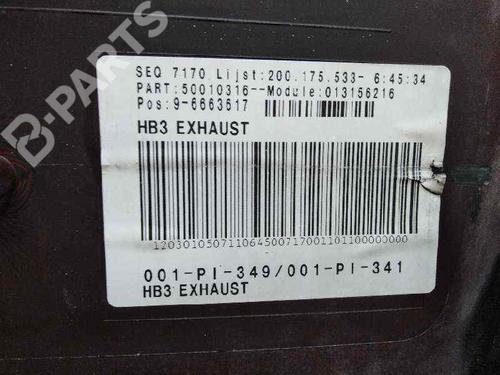 SEQ 7170 Lijst:200.175.533- 6:45:34
PART:50010316--Module:013156216
Pos:9-6663617
HB3 EXHAUST
12030105071106450071700110110000000
001-PI-349/001-PI-341
HB3 EXHAUST
B-PARTS